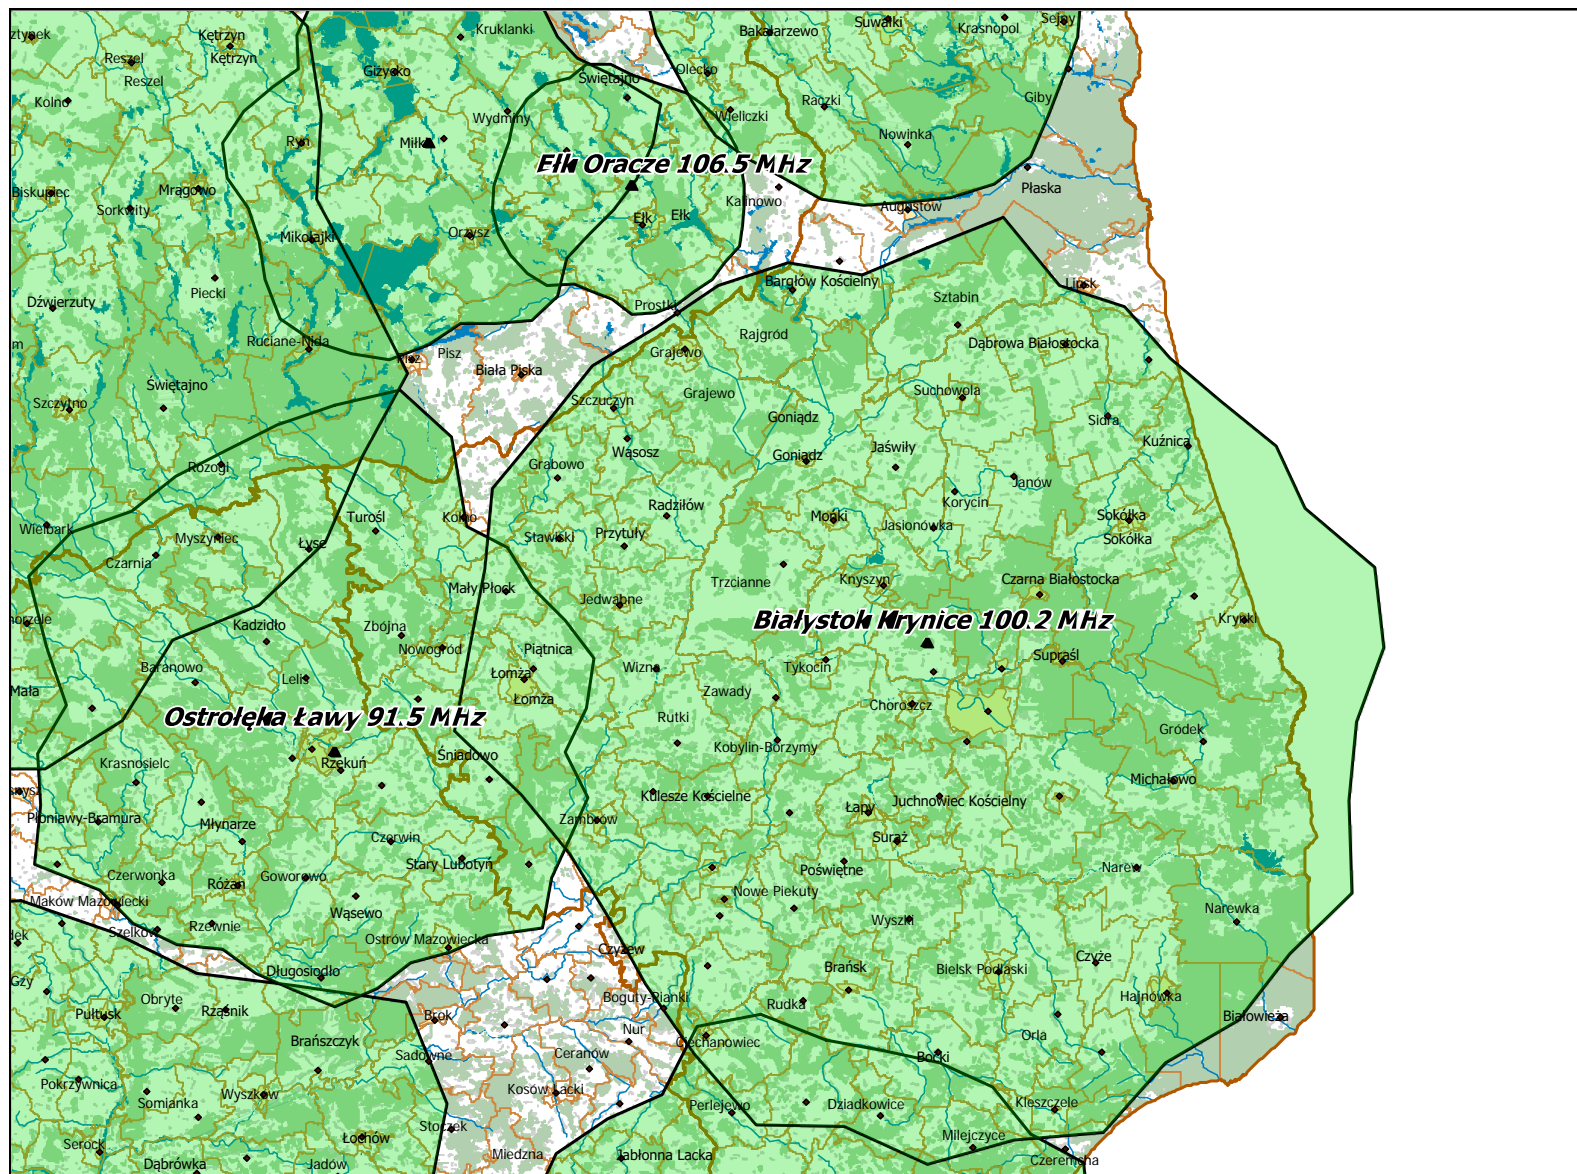 ztynek
Kętrzyn
Kętrzyn
Reszel
Reszel
Kolno
Giżycko
Kruklanki
Świętajno
Olecko
Bakałarzewo
Suwałki
Krasnopol
Sejny
Giby
Raczki
Wieliczki
Wydminy
Nowinka
Ryn
Miłki
Ełk Oracze 106.5 MHz
Płaska
Biskupiec
Mrągowo
Sorkwity
Kalinowo
Augustów
Ełk
Ełk
Orzysz
Mikołajki
Piecki
Dźwierzuty
Prostki
Bargłów Kościelny
Sztabin
Lipsk
Rajgród
Dąbrowa Białostocka
m
Ruciane-Nida
Pisz
Pisz
Biała Piska
Grajewo
Grajewo
Świętajno
Szczytno
Szczuczyn
Goniądz
Suchowola
Sidra
Kuźnica
Wąsosz
Goniądz
Jaświły
Grabowo
Rozogi
Janów
Korycin
Radziłów
Mońki
Jasionówka
Sokółka
Sokółka
Wielbark
Turośl
Kolno
Myszyniec
Łyse
Stawiski
Przytuły
Czarnia
Mały Płock
Jedwabne
Trzcianne
Knyszyn
Czarna Białostocka
orzele
Kadzidło
Zbójna
Białystok Krynice 100.2 MHz
Krynki
Nowogród
Piątnica
Supraśl
Baranowo
Lelis
Łomża
Łomża
Wizna
Tykocin
Mała
Zawady
Choroszcz
Ostrołęka Ławy 91.5 MHz
Rutki
Gródek
Kobylin-Borzymy
Krasnosielc
Rzekuń
Śniadowo
Michałowo
Kulesze Kościelne
Juchnowiec Kościelny
Łapy
Płoniawy-Bramura
Młynarze
Zambrów
Czerwin
Suraż
Stary Lubotyń
Poświętne
Narew
Czerwonka
Różan
Goworowo
Nowe Piekuty
Maków Mazowiecki
Wąsewo
Wyszki
Narewka
Szelków
Rzewnie
Ostrów Mazowiecka
Czyżew
Czyże
Długosiodło
Brańsk
Bielsk Podlaski
Gzy
Obryte
Boguty-Pianki
Rudka
Hajnówka
Pułtusk
Rząśnik
Brok
Białowieża
Nur
Ciechanowiec
Orla
Brańszczyk
Sadowne
Ceranów
Boćki
Pokrzywnica
Somianka
Wyszków
Kosów Lacki
Perlejewo
Dziadkowice
Kleszczele
Stoczek
Serock
Łochów
Milejczyce
Miedzna
Jabłonna Lacka
Czeremcha
Dąbrówka
Jadów